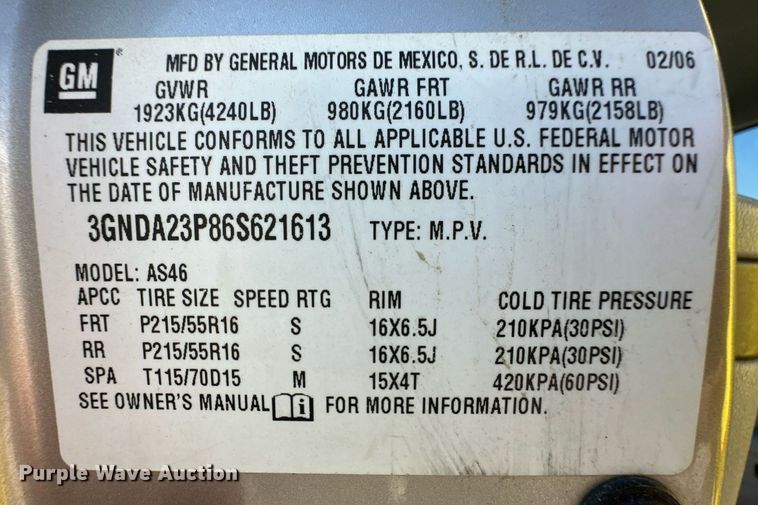 GM
MFD BY GENERAL MOTORS DE MEXICO, S. DE R.L. DE C.V. 02/06
GVWR GAWR FRT GAWR RR
1923KG(4240LB) 980KG(2160LB) 979KG(2158LB)
THIS VEHICLE CONFORMS TO ALL APPLICABLE U.S. FEDERAL MOTOR
VEHICLE SAFETY AND THEFT PREVENTION STANDARDS IN EFFECT ON
THE DATE OF MANUFACTURE SHOWN ABOVE.
3GNDA23P86S621613 TYPE: M.P.V.
MODEL: AS46
APCC TIRE SIZE SPEED RTG RIM COLD TIRE PRESSURE
FRT P215/55R16 S 16X6.5J 210KPA(30PSI)
RR P215/55R16 S 16X6.5J 210KPA(30PSI)
SPA T115/70D15 M 15X4T 420KPA(60PSI)
SEE OWNER'S MANUAL FOR MORE INFORMATION.
Purple Wave Auction